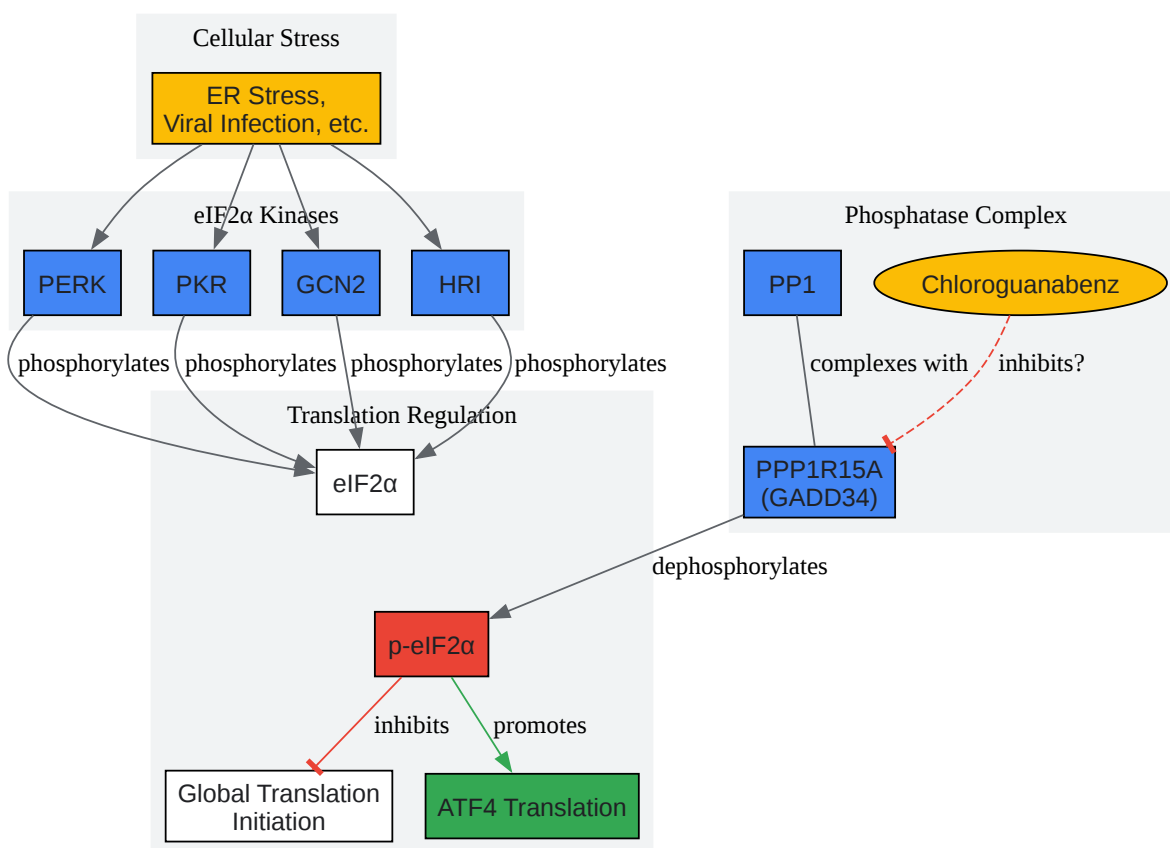 Cellular Stress
ER Stress,
Viral Infection, etc.
eIF2α Kinases
PERK
PKR
GCN2
HRI
Phosphatase Complex
PP1
Chloroguanabenz
phosphorylates
phosphorylates
phosphorylates
phosphorylates
complexes with
inhibits?
Translation Regulation
eIF2α
PPP1R15A
(GADD34)
dephosphorylates
p-eIF2α
inhibits
promotes
Global Translation
Initiation
ATF4 Translation